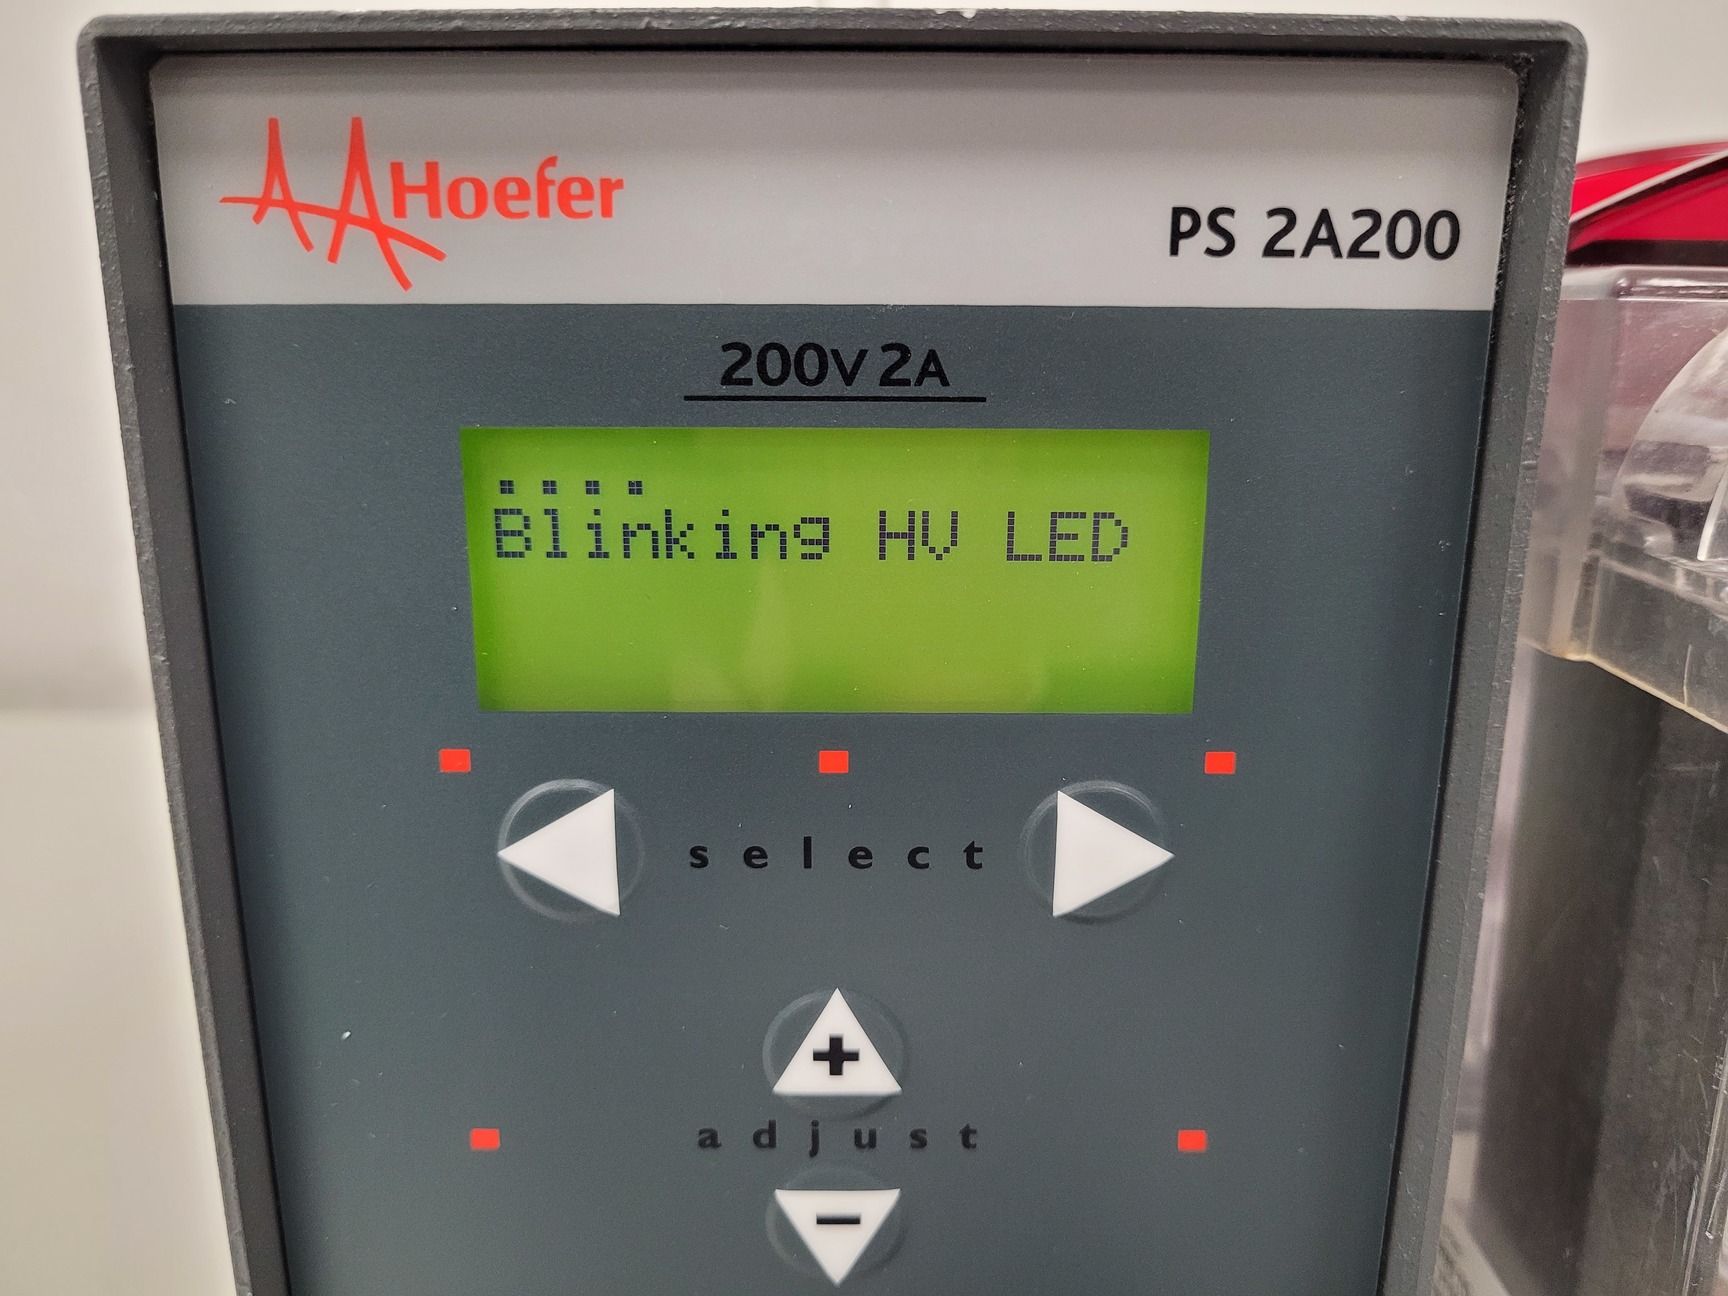 Hoefer
PS 2A200
200V 2A
Blinking HV LED
select
+
adjust
-